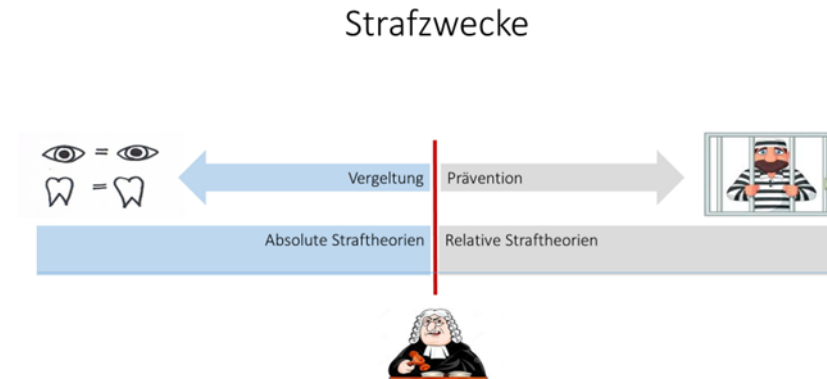 Strafzwecke
=
=
Vergeltung
Prävention
Absolute Straftheorien
Relative Straftheorien